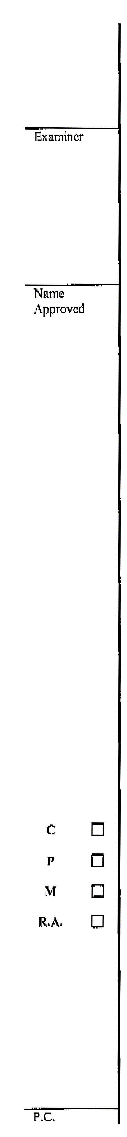 Examiner
Name
Approved
C ☐
P ☐
M ☐
R.A. ☐
P.C.